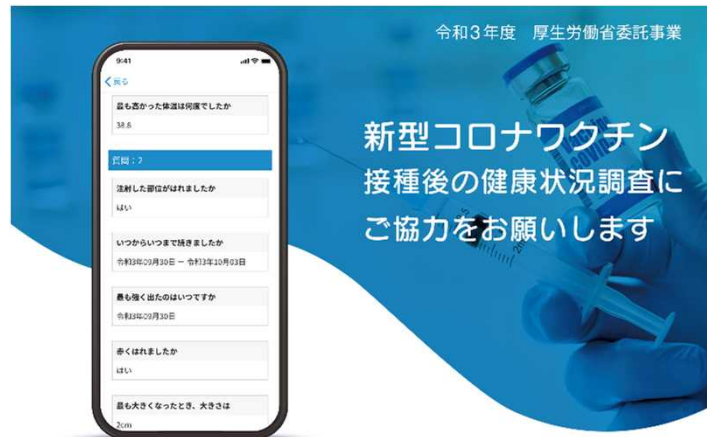 令和3年度 厚生労働省委託事業
新型コロナワクチン
接種後の健康状況調査に
ご協力をお願いします
9:41
戻る
最も高かった体温は何度でしたか
38.8
質問：2
注射した部位がはれましたか
はい
いつからいつまで続きましたか
令和3年09月30日 ー 令和3年10月03日
最も強く出たのはいつですか
令和3年09月30日
赤くはれましたか
はい
最も大きくなったとき、大きさは
2cm